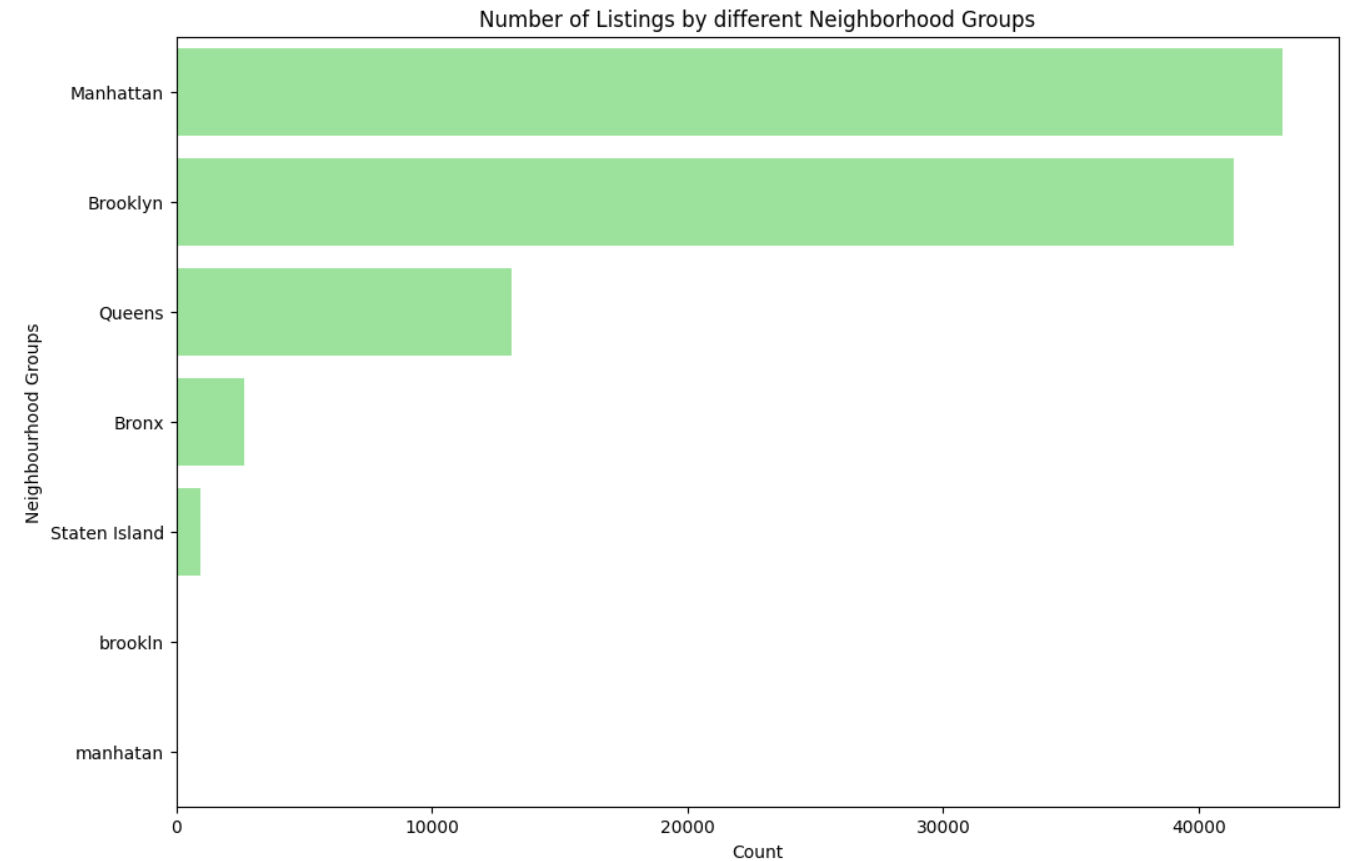 Number of Listings by different Neighborhood Groups
Neighbourhood Groups
Manhattan
Brooklyn
Queens
Bronx
Staten Island
brookln
manhatan
0 10000 20000 30000 40000
Count